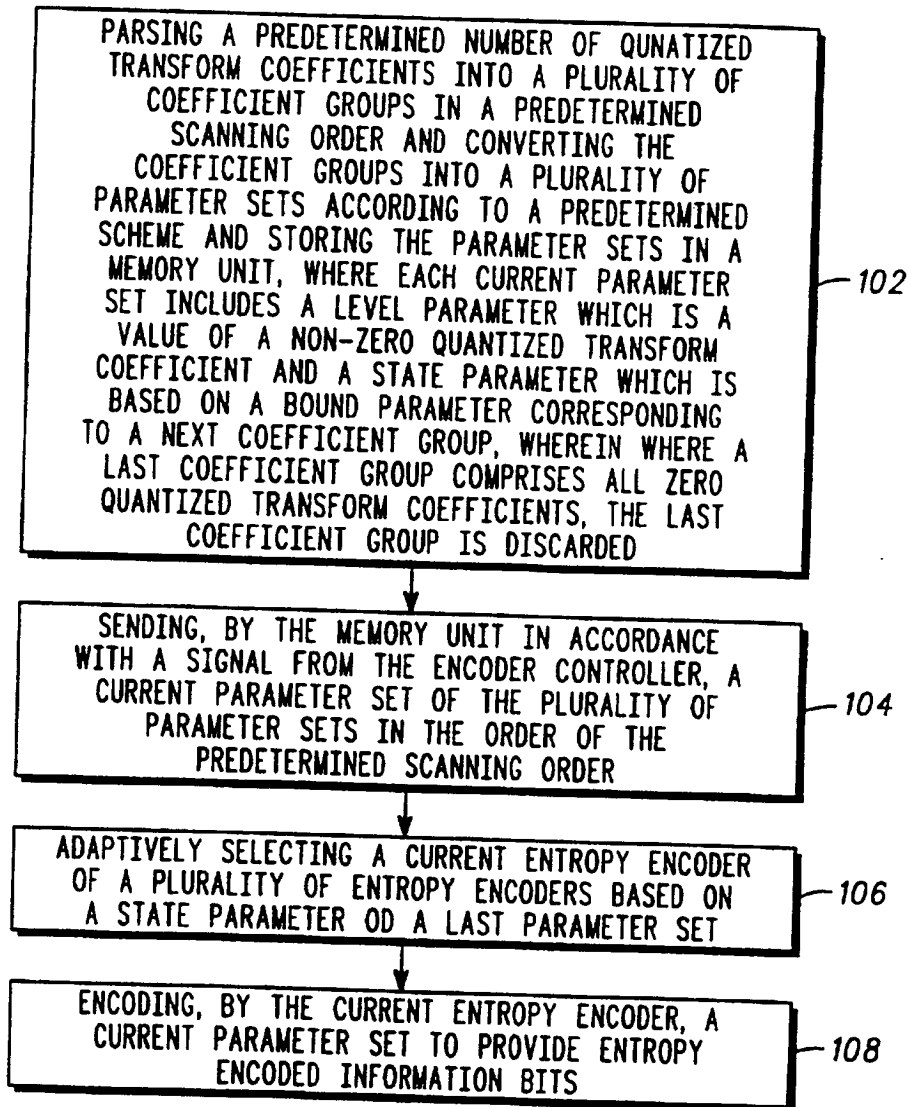 PARSING A PREDETERMINED NUMBER OF QUNATIZED
TRANSFORM COEFFICIENTS INTO A PLURALITY OF
COEFFICIENT GROUPS IN A PREDETERMINED
SCANNING ORDER AND CONVERTING THE
COEFFICIENT GROUPS INTO A PLURALITY OF
PARAMETER SETS ACCORDING TO A PREDETERMINED
SCHEME AND STORING THE PARAMETER SETS IN A
MEMORY UNIT, WHERE EACH CURRENT PARAMETER
SET INCLUDES A LEVEL PARAMETER WHICH IS A
VALUE OF A NON-ZERO QUANTIZED TRANSFORM
COEFFICIENT AND A STATE PARAMETER WHICH IS
BASED ON A BOUND PARAMETER CORRESPONDING
TO A NEXT COEFFICIENT GROUP, WHEREIN WHERE A
LAST COEFFICIENT GROUP COMPRISES ALL ZERO
QUANTIZED TRANSFORM COEFFICIENTS, THE LAST
COEFFICIENT GROUP IS DISCARDED
102
SENDING, BY THE MEMORY UNIT IN ACCORDANCE
WITH A SIGNAL FROM THE ENCODER CONTROLLER, A
CURRENT PARAMETER SET OF THE PLURALITY OF
PARAMETER SETS IN THE ORDER OF THE
PREDETERMINED SCANNING ORDER
104
ADAPTIVELY SELECTING A CURRENT ENTROPY ENCODER
OF A PLURALITY OF ENTROPY ENCODERS BASED ON
A STATE PARAMETER OD A LAST PARAMETER SET
106
ENCODING, BY THE CURRENT ENTROPY ENCODER, A
CURRENT PARAMETER SET TO PROVIDE ENTROPY
ENCODED INFORMATION BITS
108